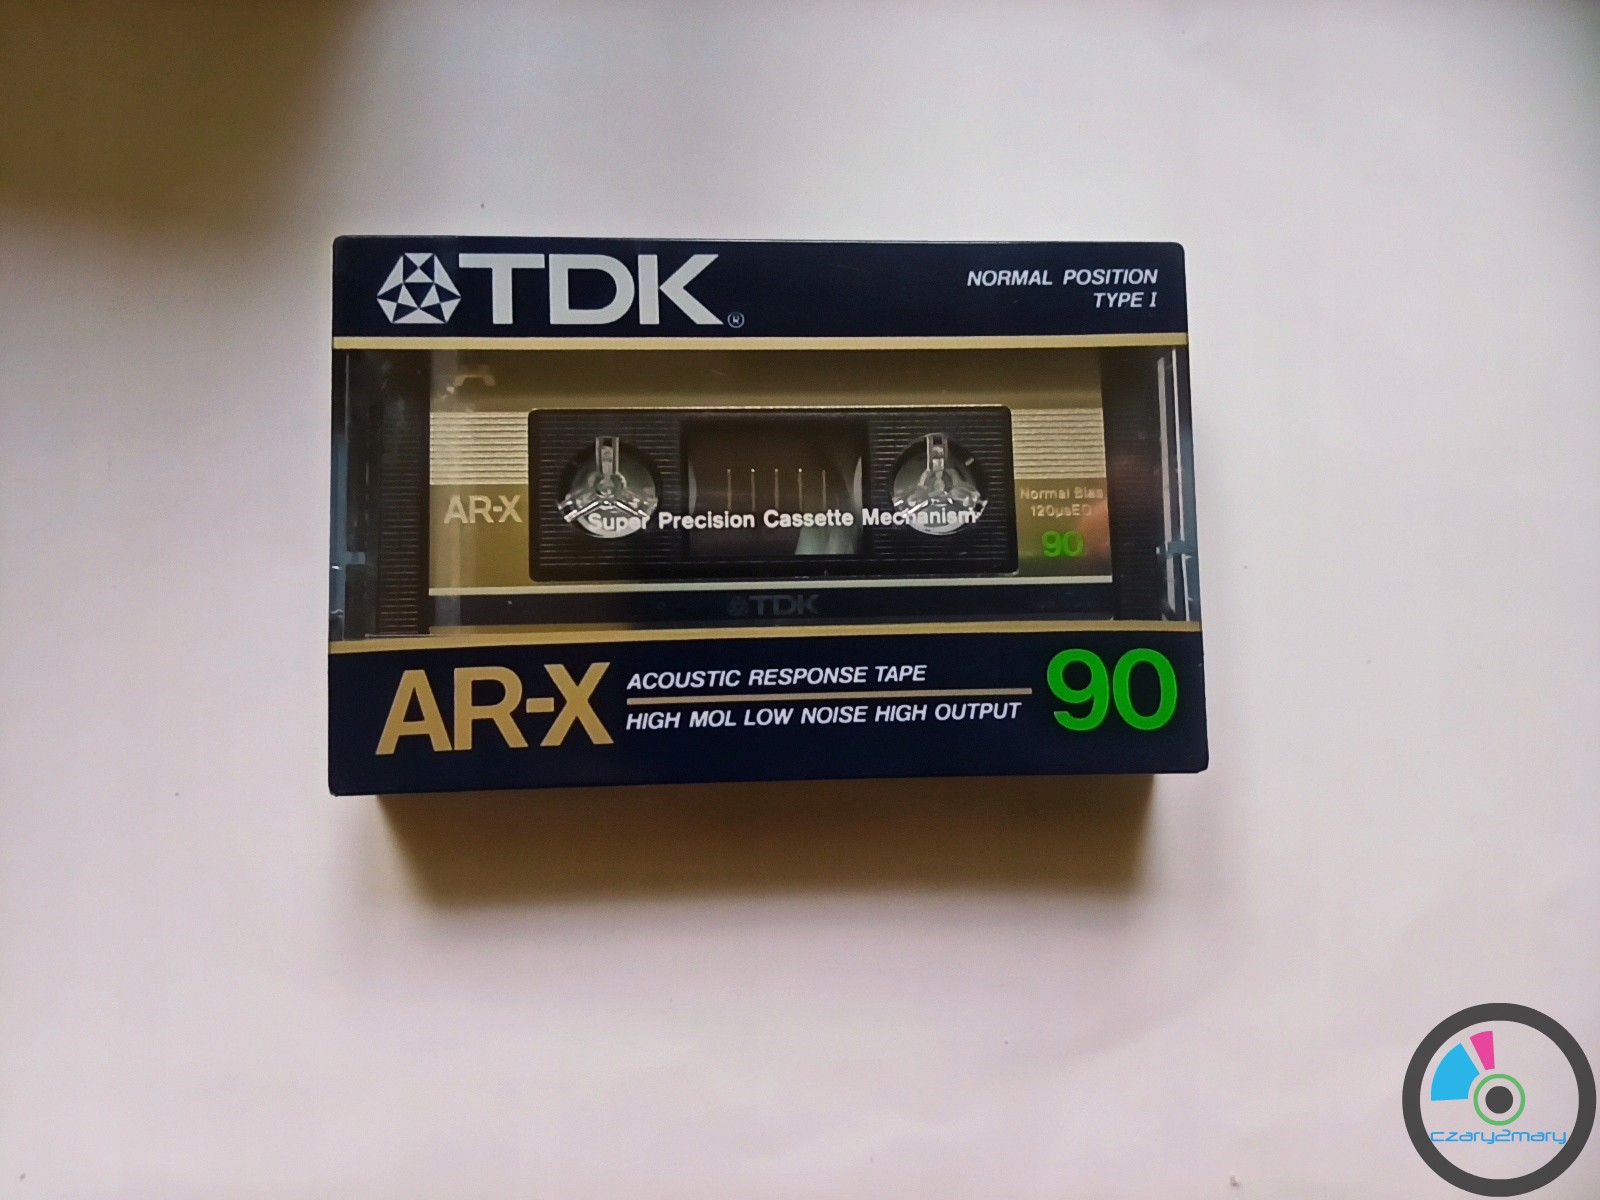 TDK®
NORMAL POSITION
TYPE I
A
AR-X
Normal Bias
120µsEQ
90
Super Precision Cassette Mechanism
TDK
AR-X
ACOUSTIC RESPONSE TAPE
HIGH MOL LOW NOISE HIGH OUTPUT
90
czary2mary